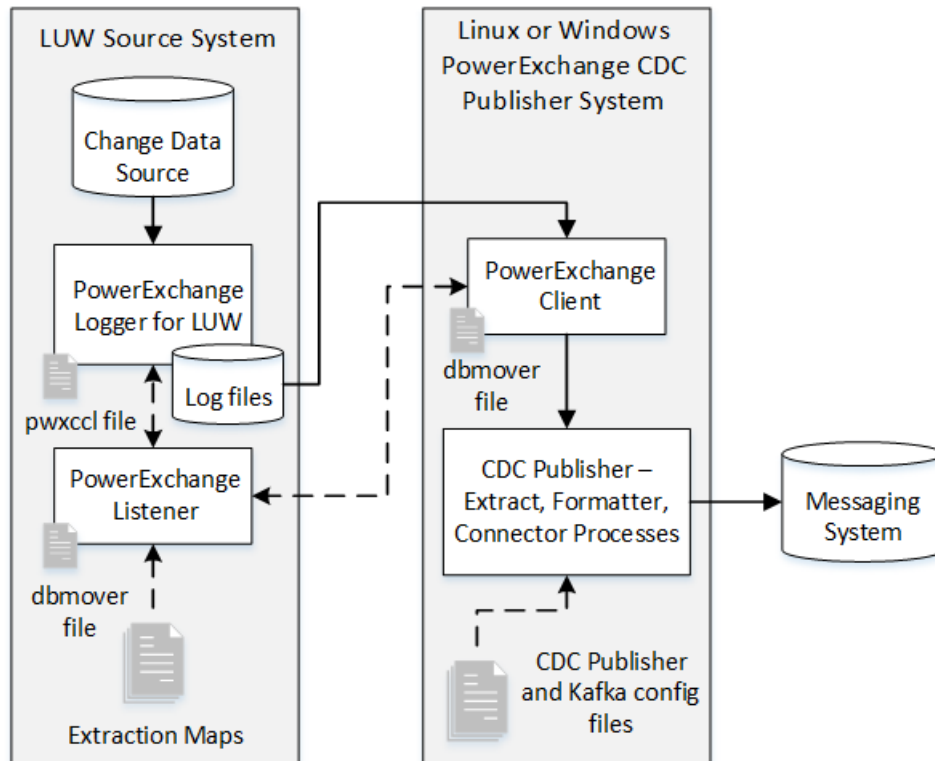 LUW Source System
Change Data
Source
PowerExchange
Logger for LUW
Log files
pwxccl file
PowerExchange
Listener
dbmover
file
Extraction Maps
Linux or Windows
PowerExchange CDC
Publisher System
PowerExchange
Client
dbmover
file
CDC Publisher –
Extract, Formatter,
Connector Processes
CDC Publisher
and Kafka config
files
Messaging
System